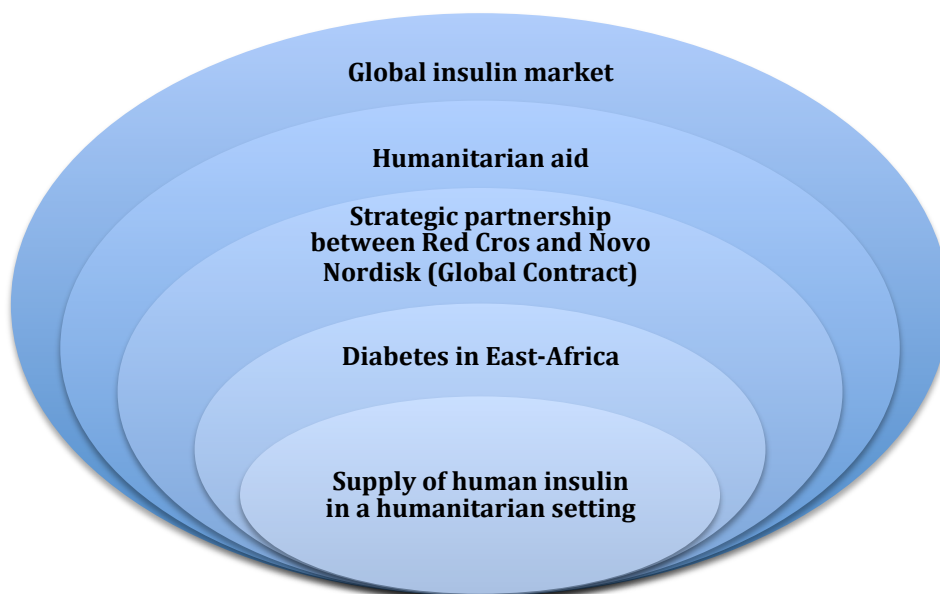 Global insulin market
Humanitarian aid
Strategic partnership
between Red Cros and Novo
Nordisk (Global Contract)
Diabetes in East-Africa
Supply of human insulin
in a humanitarian setting